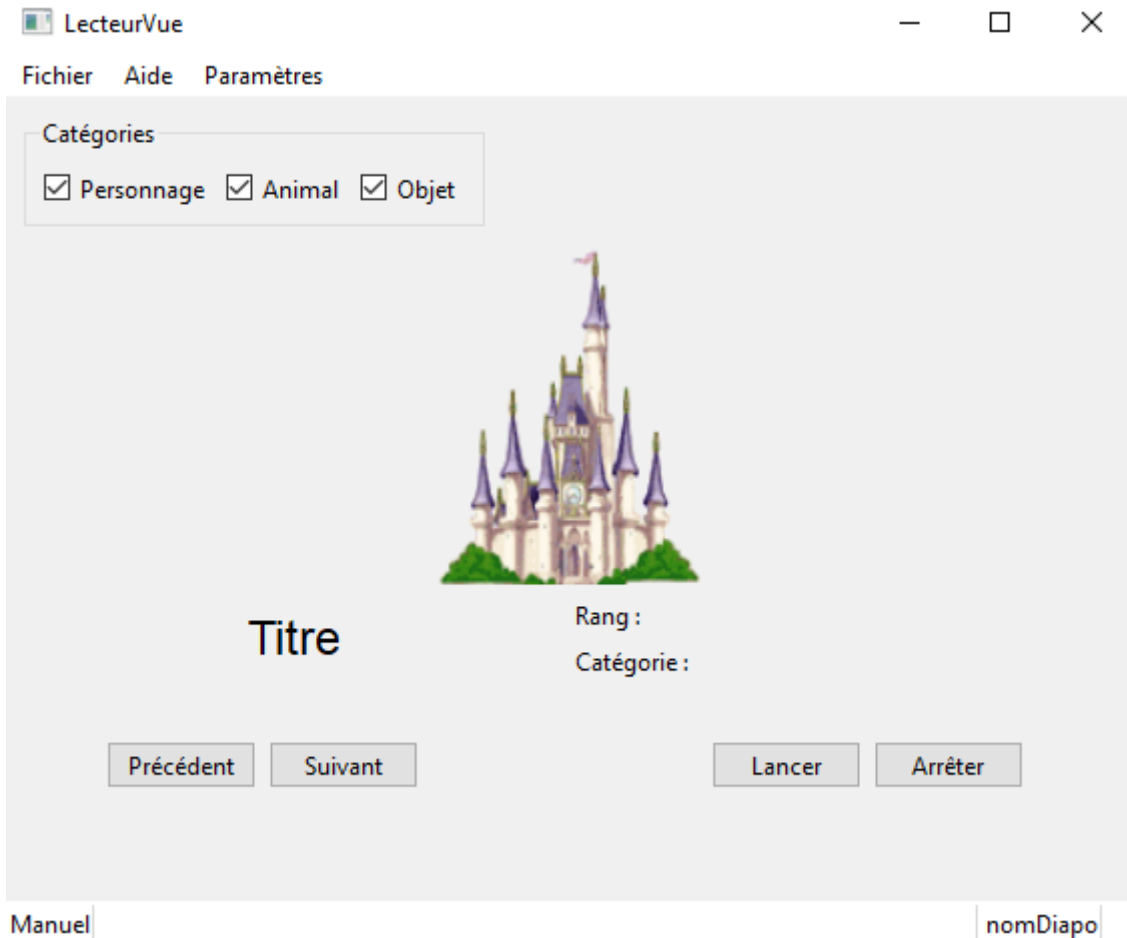 LecteurVue
Fichier Aide Paramètres
Catégories
Personnage Animal Objet
Titre
Rang :
Catégorie :
Précédent Suivant Lancer Arrêter
Manuel nomDiapo